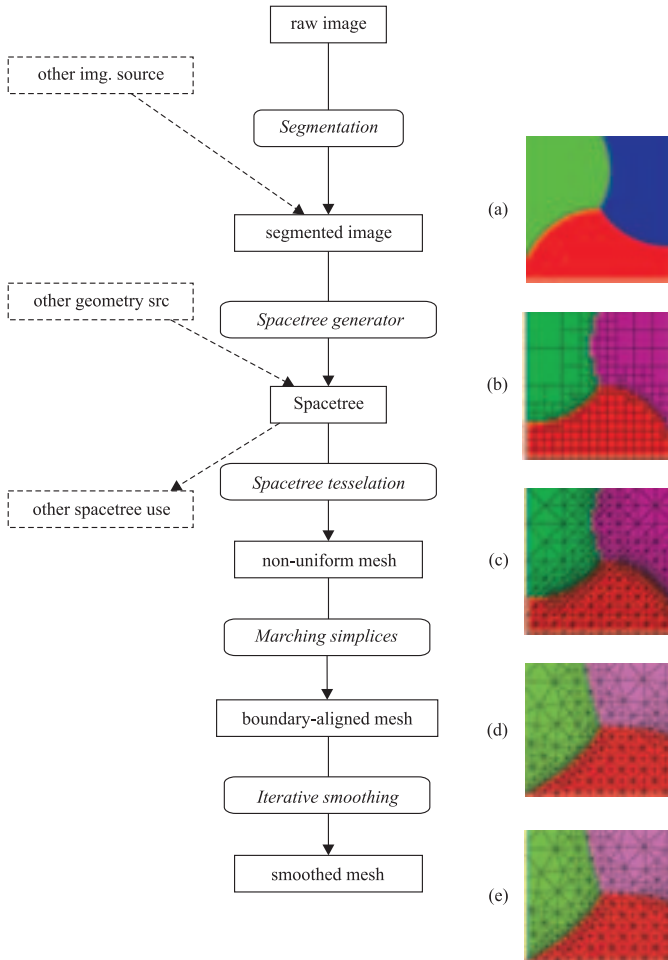 raw image
other img. source
Segmentation
(a)
segmented image
other geometry src
Spacetree generator
(b)
Spacetree
Spacetree tesselation
other spacetree use
non-uniform mesh
(c)
Marching simplices
boundary-aligned mesh
(d)
Iterative smoothing
smoothed mesh
(e)